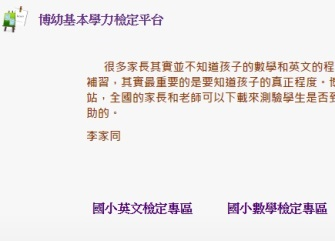 博幼基本學力檢定平台
很多家長其實並不知道孩子的數學和英文的程
補習，其實最重要的是要知道孩子的真正程度。博
站，全國的家長和老師可以下載來測驗學生是否到
助的。
李家同
國小英文檢定專區　國小數學檢定專區